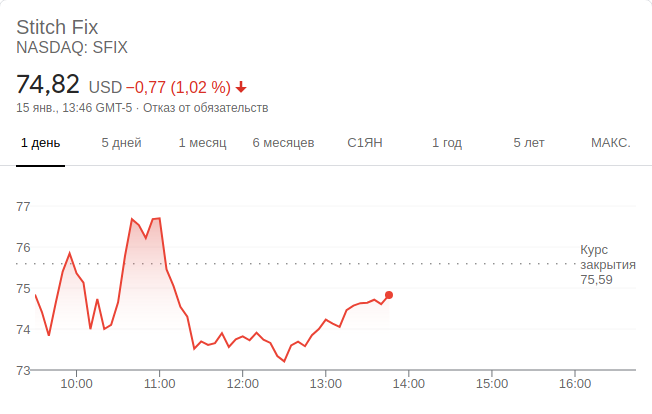 Stitch Fix
NASDAQ: SFIX
74,82 USD −0,77 (1,02 %)
15 янв., 13:46 GMT-5 · Отказ от обязательств
1 день 5 дней 1 месяц 6 месяцев С1ЯН 1 год 5 лет МАКС.
77
76
75
74
73
Курс
закрытия
75,59
10:00 11:00 12:00 13:00 14:00 15:00 16:00